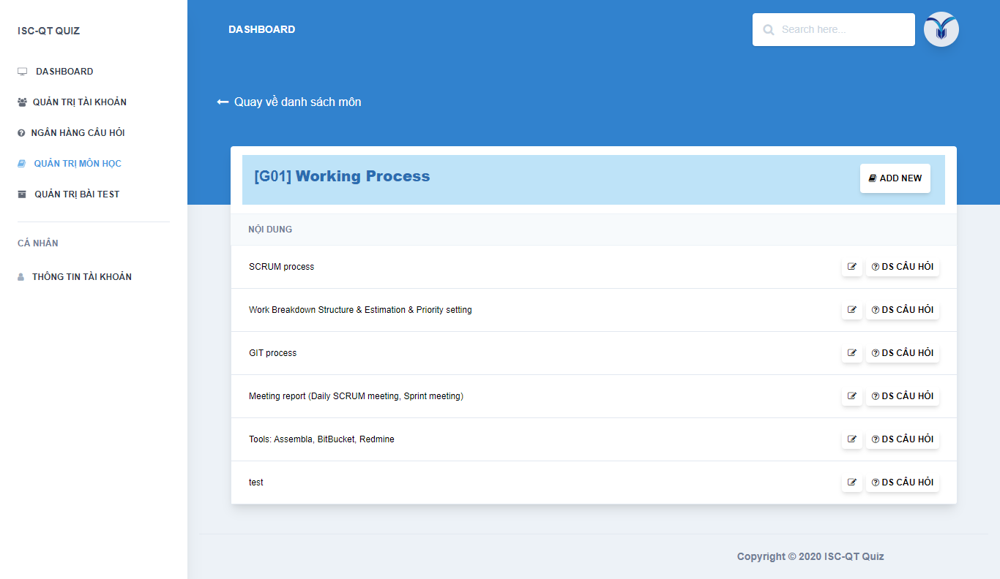 ISC-QT QUIZ
DASHBOARD
QUẢN TRỊ TÀI KHOẢN
NGÂN HÀNG CÂU HỎI
QUẢN TRỊ MÔN HỌC
QUẢN TRỊ BÀI TEST
CÁ NHÂN
THÔNG TIN TÀI KHOẢN
DASHBOARD
Search here...
Quay về danh sách môn
[G01] Working Process
ADD NEW
NỘI DUNG
SCRUM process
DS CÂU HỎI
Work Breakdown Structure & Estimation & Priority setting
DS CÂU HỎI
GIT process
DS CÂU HỎI
Meeting report (Daily SCRUM meeting, Sprint meeting)
DS CÂU HỎI
Tools: Assembla, BitBucket, Redmine
DS CÂU HỎI
test
DS CÂU HỎI
Copyright © 2020 ISC-QT Quiz